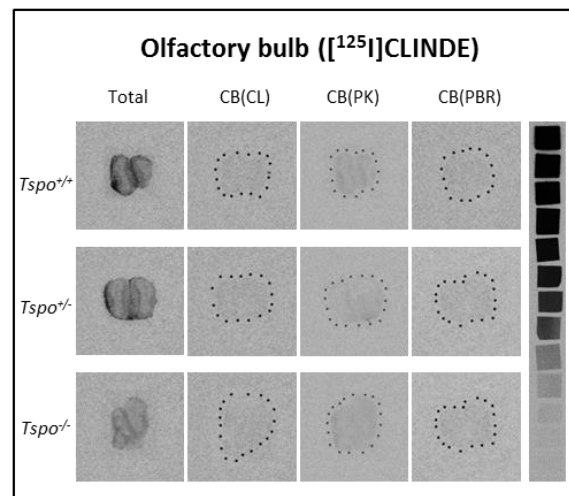 Olfactory bulb ([¹²⁵I]CLINDE)
Total CB(CL) CB(PK) CB(PBR)
Tspo⁺/⁺
Tspo⁺/⁻
Tspo⁻/⁻